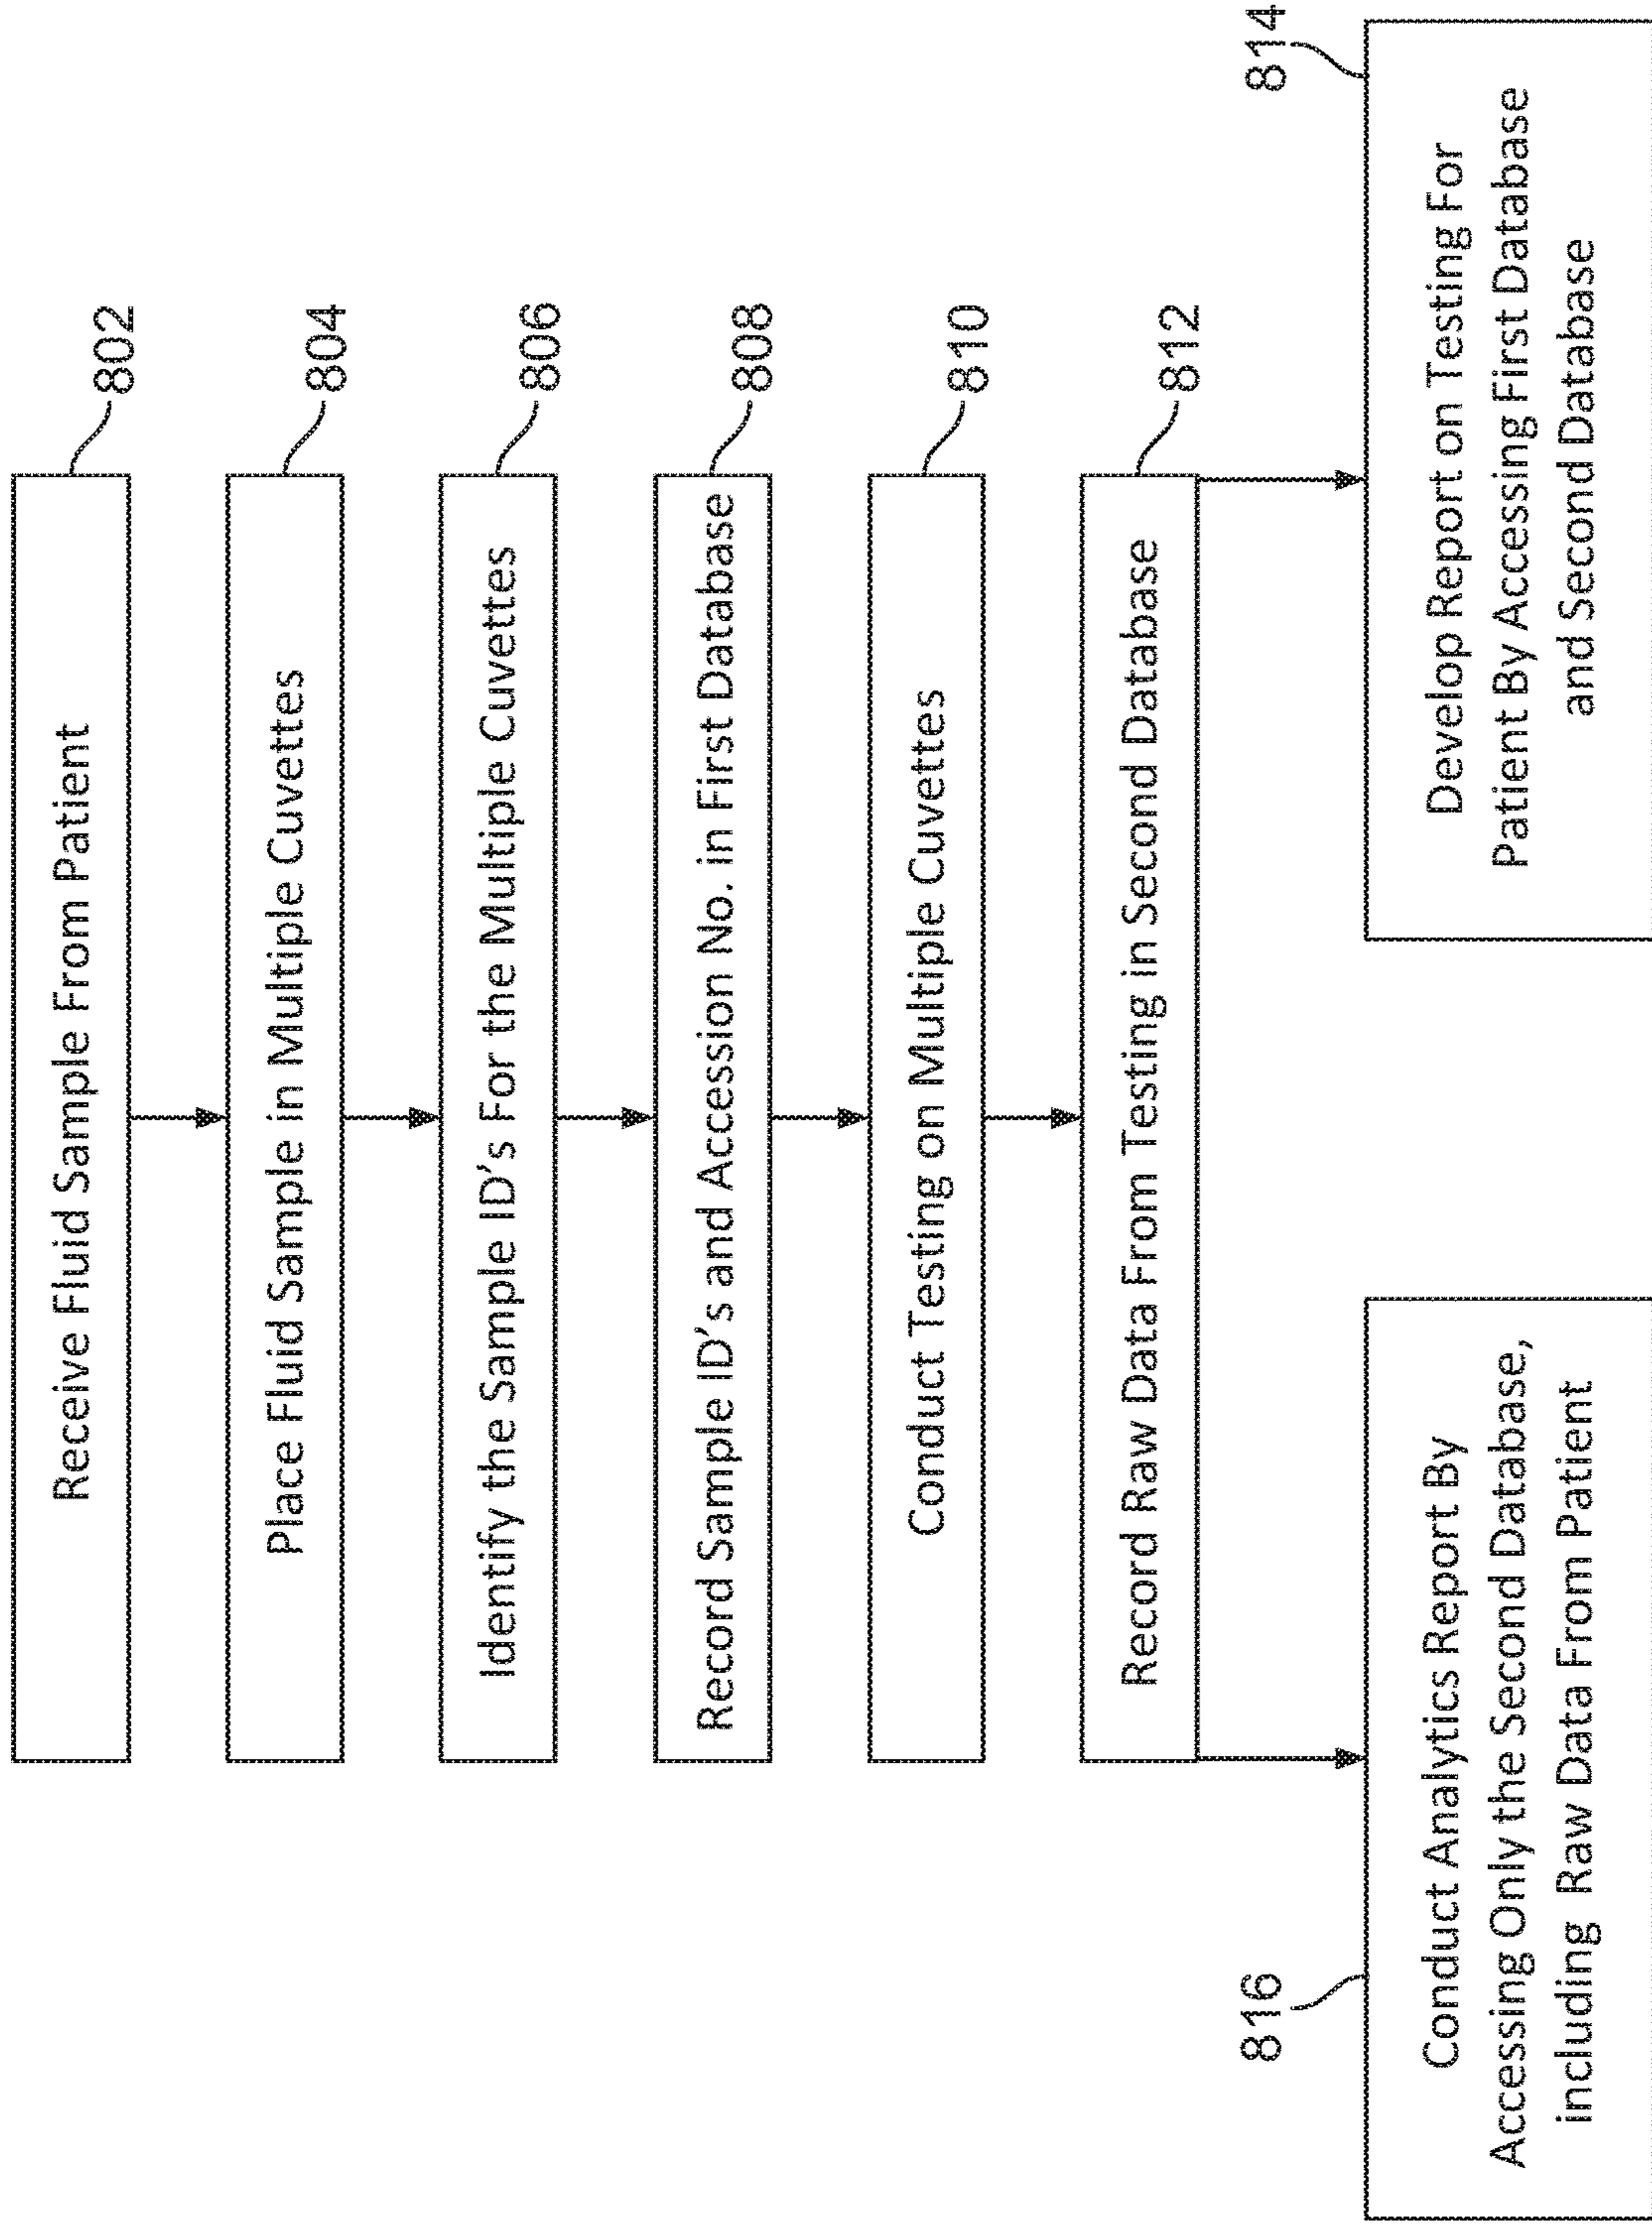 Receive Fluid Sample From Patient
802
Place Fluid Sample in Multiple Cuvettes
804
Identify the Sample ID's For the Multiple Cuvettes
806
Record Sample ID's and Accession No. in First Database
808
Conduct Testing on Multiple Cuvettes
810
Record Raw Data From Testing in Second Database
812
816
Conduct Analytics Report By
Accessing Only the Second Database,
including Raw Data From Patient
814
Develop Report on Testing For
Patient By Accessing First Database
and Second Database